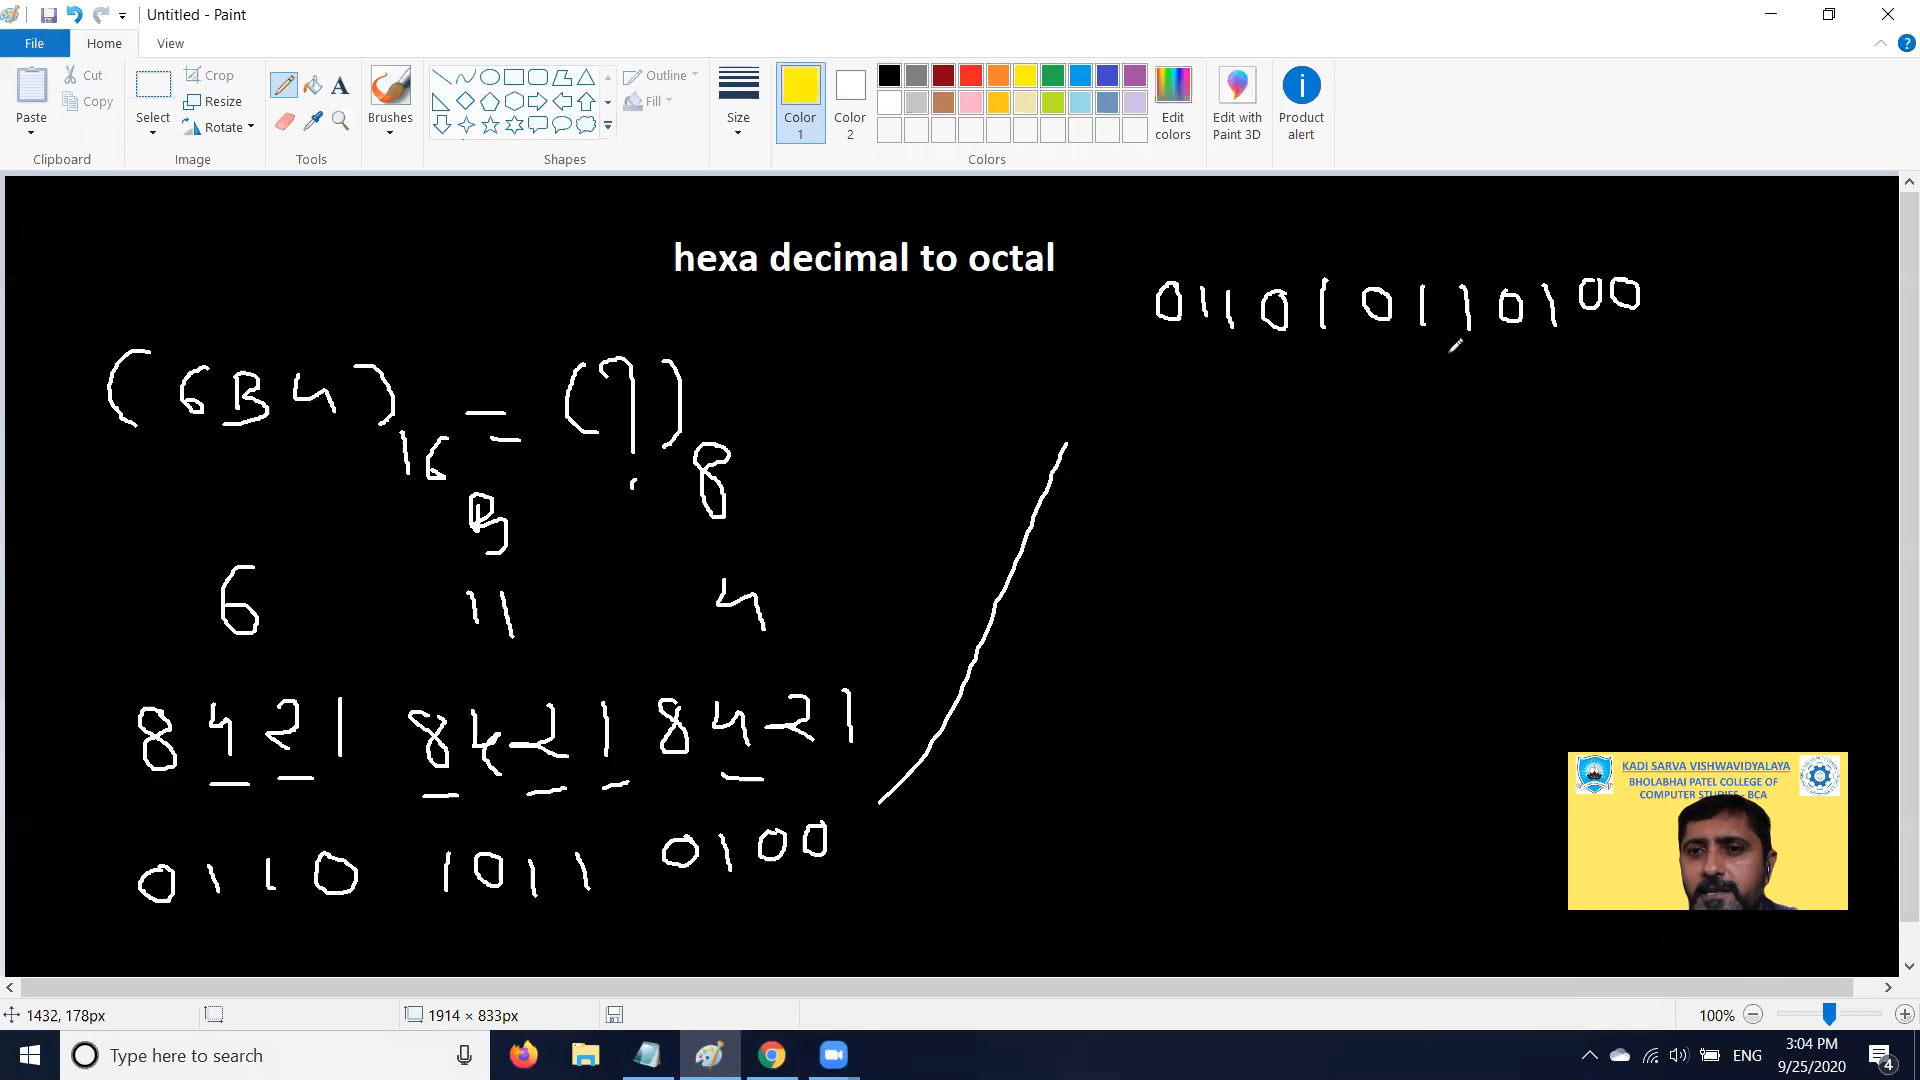 Untitled - Paint
File Home View
Paste
Cut
Copy
Clipboard
Select
Crop
Resize
Rotate
Image
Tools
Brushes
Outline
Fill
Shapes
Size
Color 1
Color 2
Colors
Edit colors
Edit with Paint 3D
Product alert
hexa decimal to octal
011010110100
(6B4)16 = (?)8
B
6 11 4
8421 8421 8421
0110 1011 0100
KADI SARVA VISHWAVIDYALAYA
BHOLABHAI PATEL COLLEGE OF
COMPUTER STUDIES - BCA
1432, 178px
1914 × 833px
100%
Type here to search
ENG
3:04 PM
9/25/2020
4